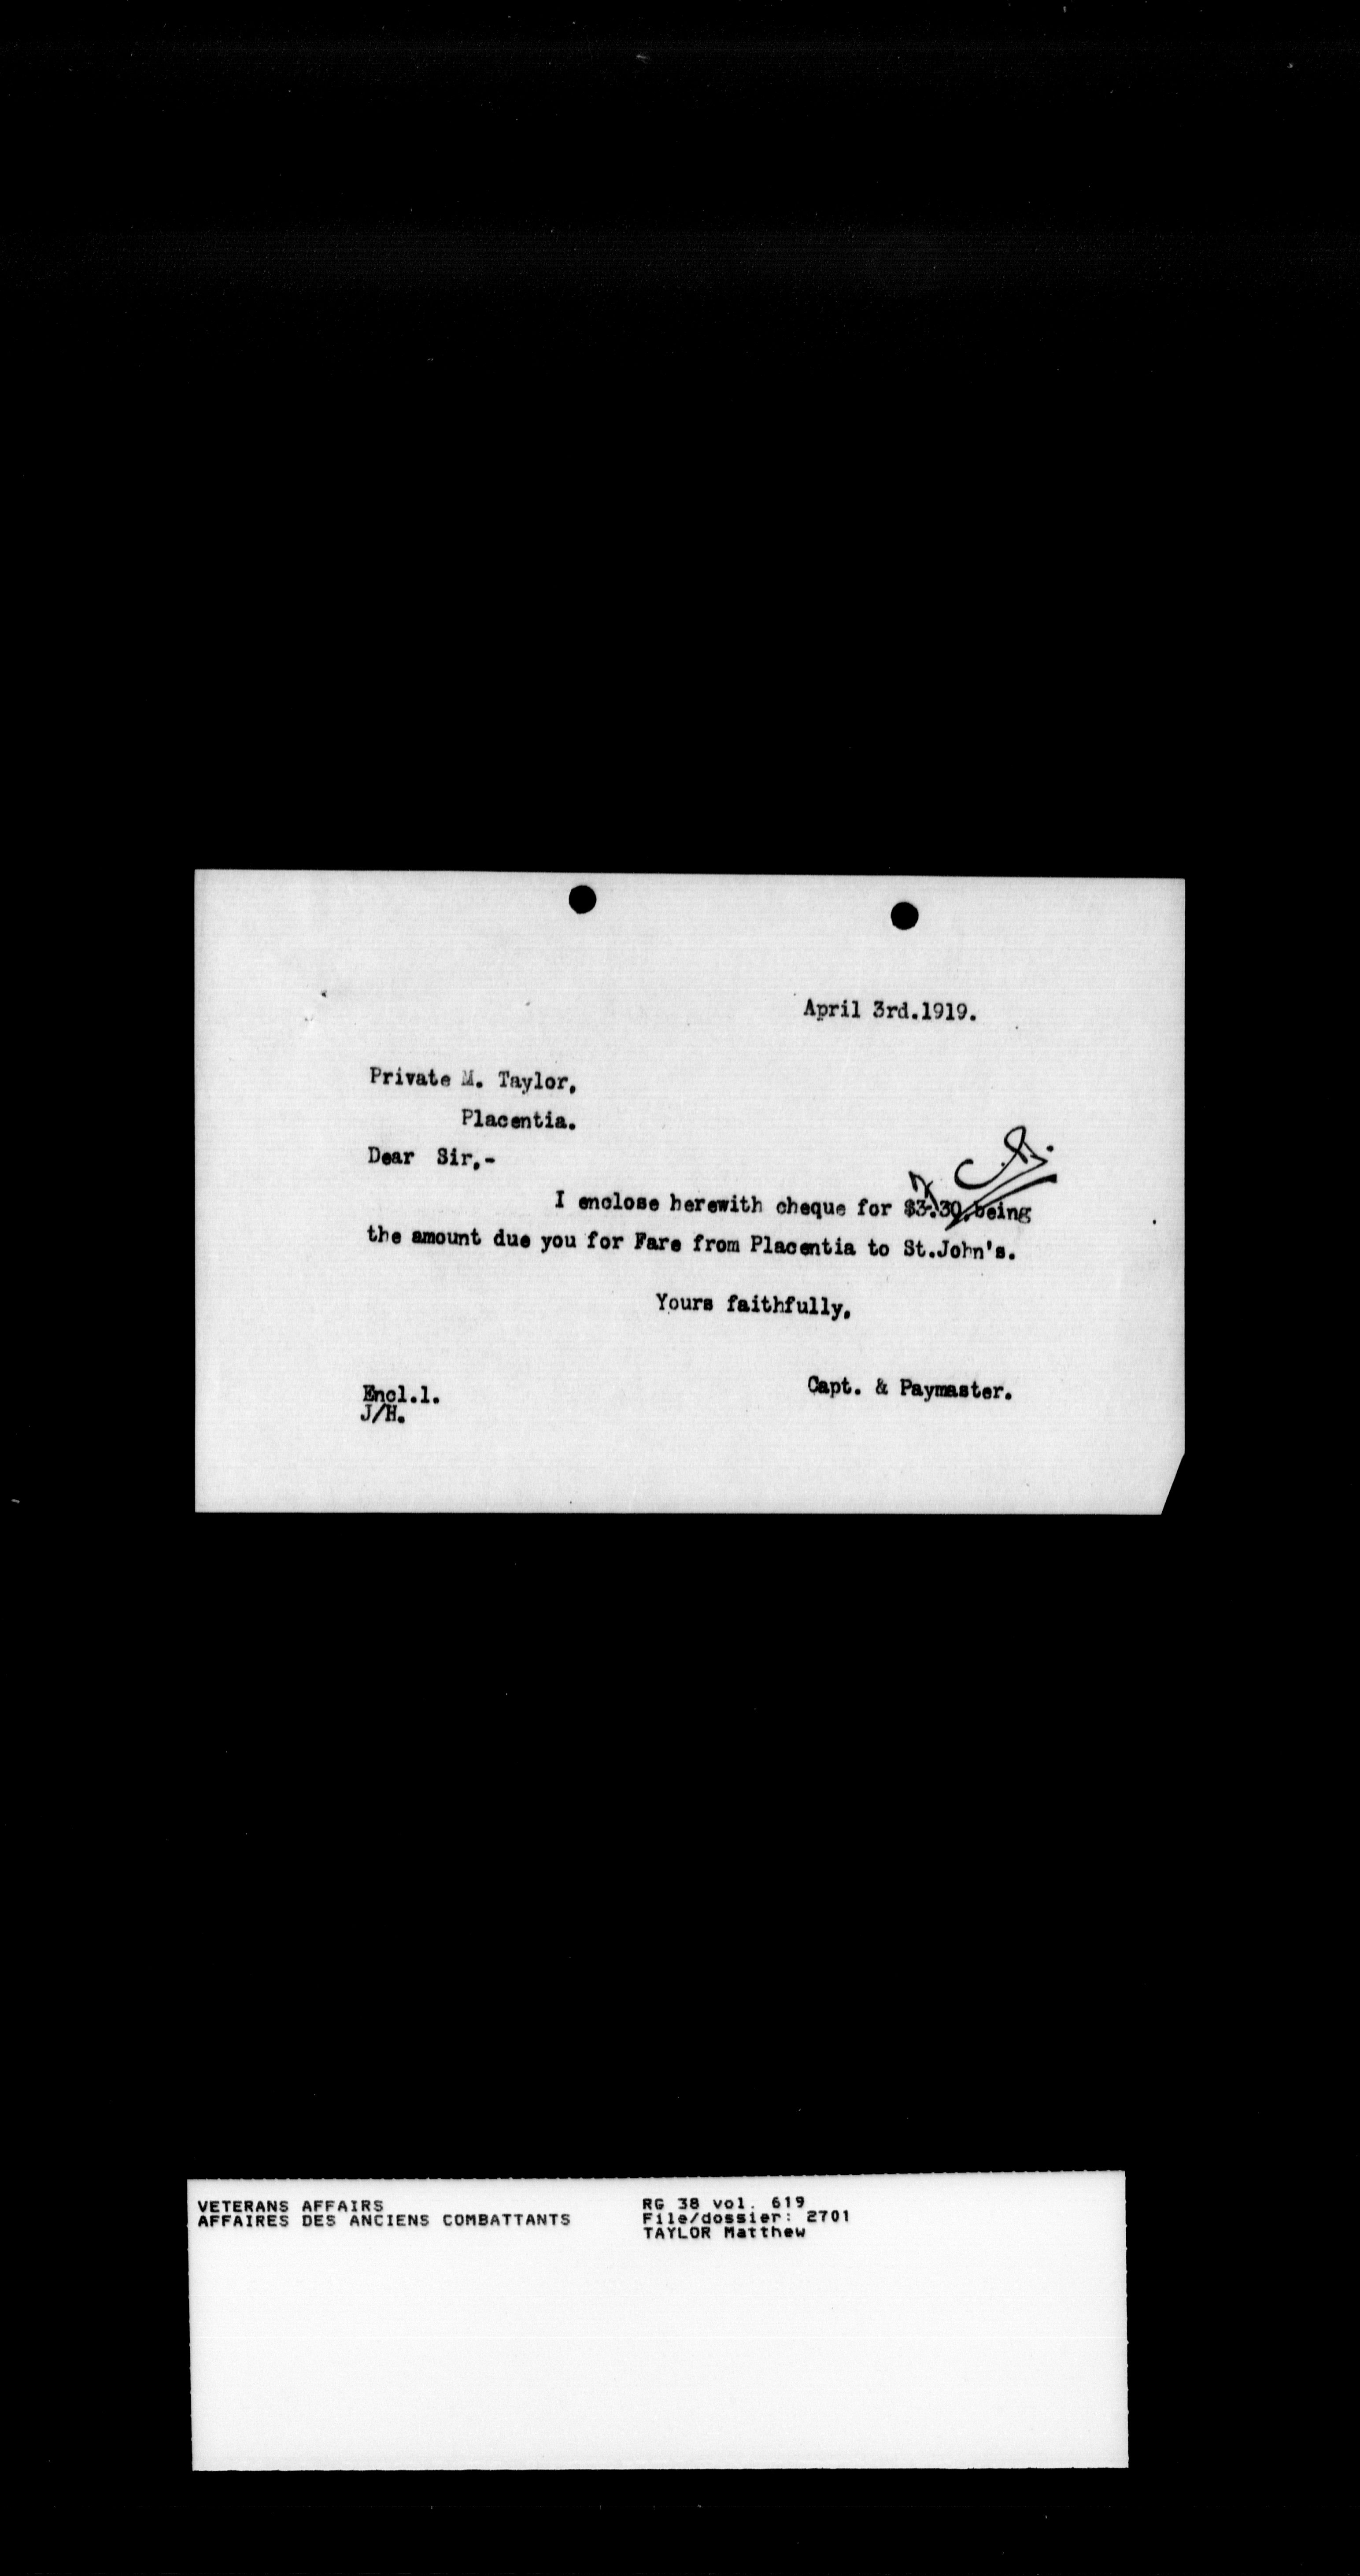 April 3rd.1919.
Private M. Taylor,
Placentia.
Dear Sir,-
I enclose herewith cheque for $3.30,being
the amount due you for Fare from Placentia to St.John's.
Yours faithfully,
Capt. & Paymaster.
Encl.1.
J/H.
VETERANS AFFAIRS
AFFAIRES DES ANCIENS COMBATTANTS
RG 38 vol. 619
File/dossier: 2701
TAYLOR Matthew